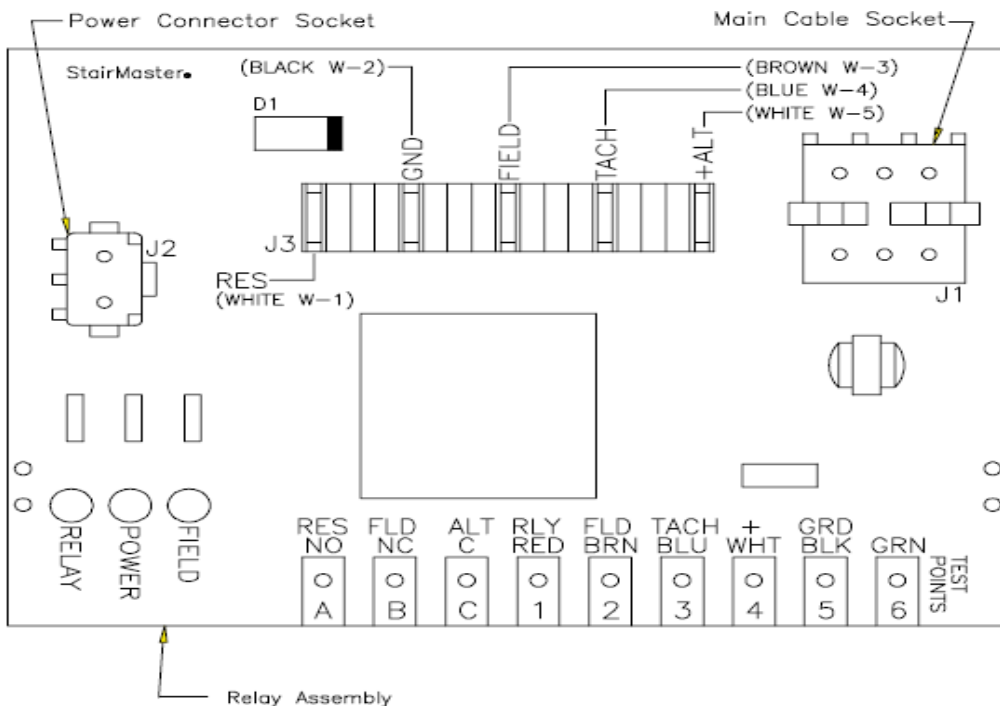 Power Connector Socket
Main Cable Socket
StairMaster.
(BLACK W-2)
(BROWN W-3)
(BLUE W-4)
(WHITE W-5)
D1
GND
FIELD
TACH
+ALT
J2
J3
J1
RES
(WHITE W-1)
RELAY
POWER
FIELD
RES FLD ALT RLY FLD TACH + GRD
NO NC C RED BRN BLU WHT BLK GRN
A B C 1 2 3 4 5 6
TEST
POINTS
Relay Assembly